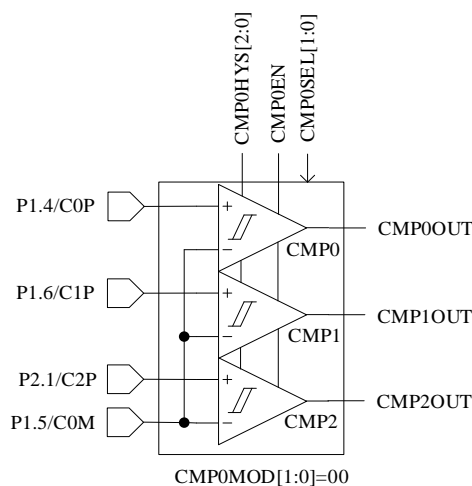 CMP0HYS[2:0]
CMP0EN
CMP0SEL[1:0]
P1.4/C0P
+
−
CMP0
CMP0OUT
P1.6/C1P
+
−
CMP1
CMP1OUT
P2.1/C2P
+
P1.5/C0M
−
CMP2
CMP2OUT
CMP0MOD[1:0]=00